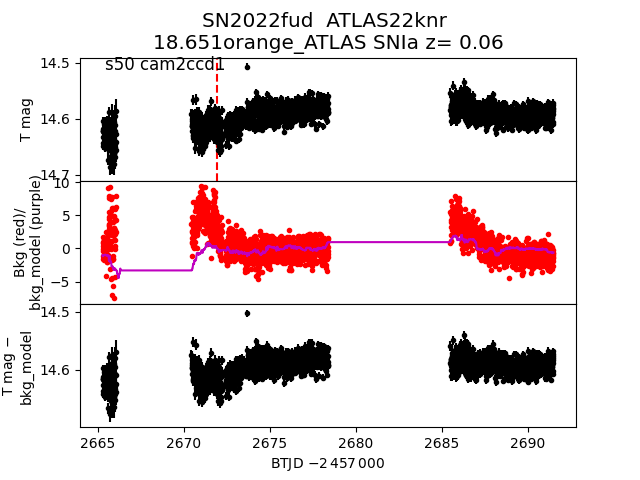 SN2022fud ATLAS22knr
18.651orange_ATLAS SNIa z= 0.06
s50 cam2ccd1
14.5
14.6
14.7
T mag
10
5
0
−5
Bkg (red)/
bkg_model (purple)
14.5
14.6
T mag −
bkg_model
2665 2670 2675 2680 2685 2690
BTJD −2 457 000